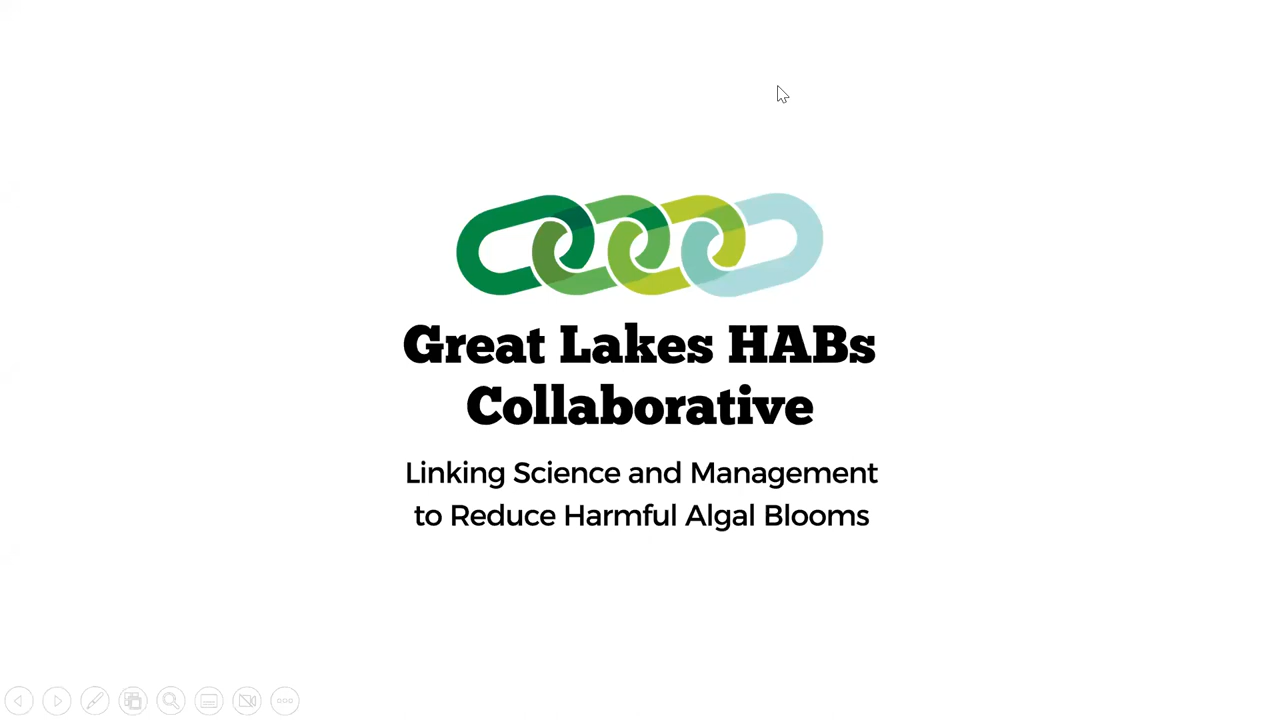 Great Lakes HABs
Collaborative
Linking Science and Management
to Reduce Harmful Algal Blooms